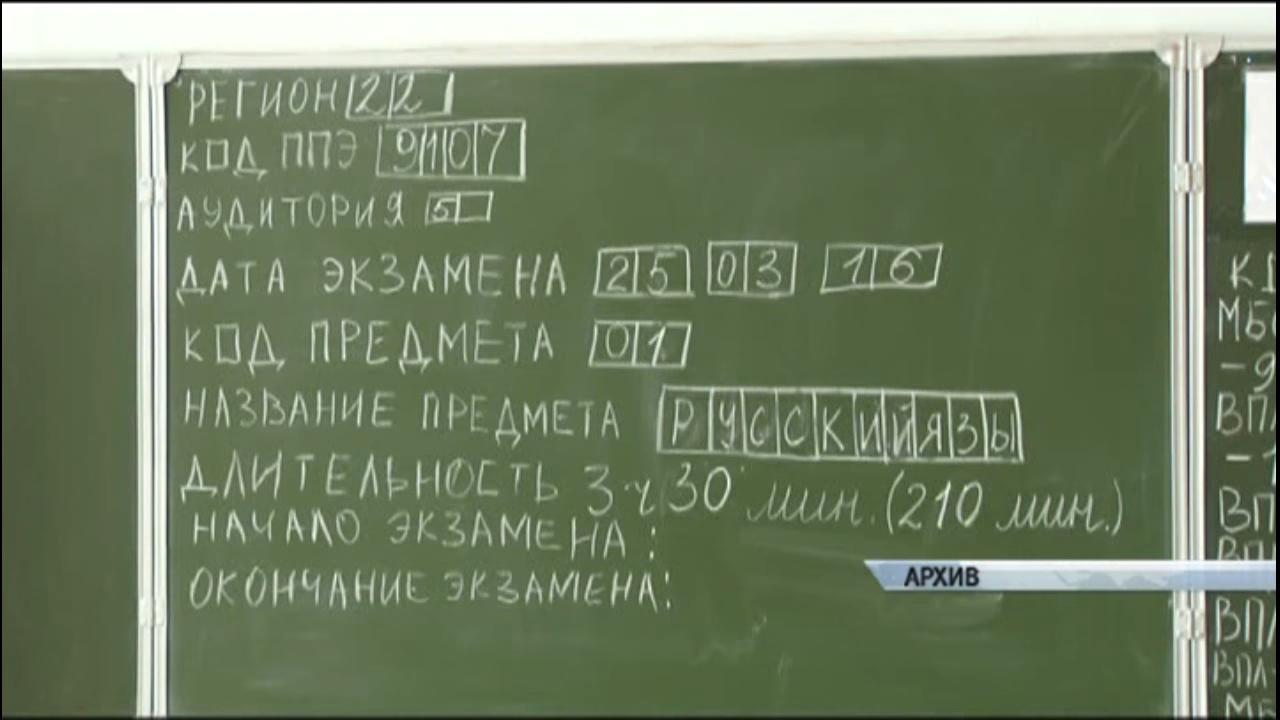 РЕГИОН 22
КОД ППЭ 9107
АУДИТОРИЯ 5
ДАТА ЭКЗАМЕНА 25 03 16
КОД ПРЕДМЕТА 01
НАЗВАНИЕ ПРЕДМЕТА РУССКИЙЯЗЫ
ДЛИТЕЛЬНОСТЬ 3 ч 30 мин. (210 мин.)
НАЧАЛО ЭКЗАМЕНА :
ОКОНЧАНИЕ ЭКЗАМЕНА:
АРХИВ